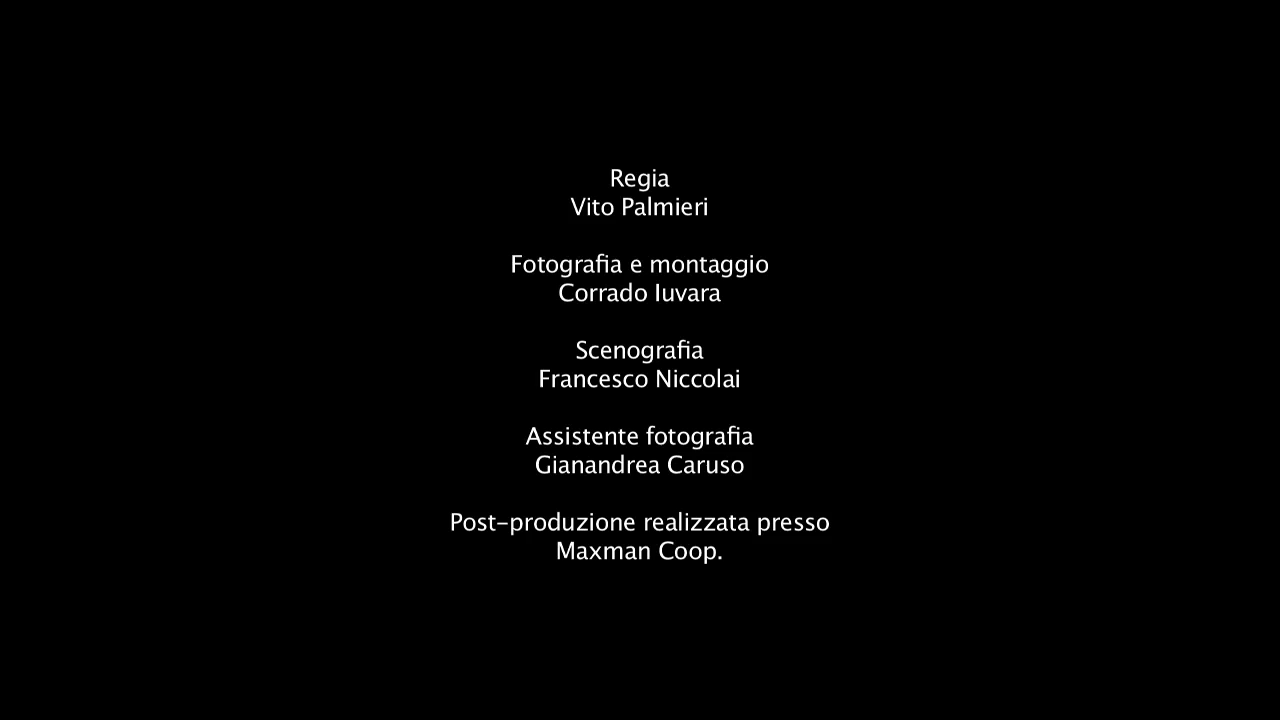 Regia
Vito Palmieri
Fotografia e montaggio
Corrado Iuvara
Scenografia
Francesco Niccolai
Assistente fotografia
Gianandrea Caruso
Post-produzione realizzata presso
Maxman Coop.